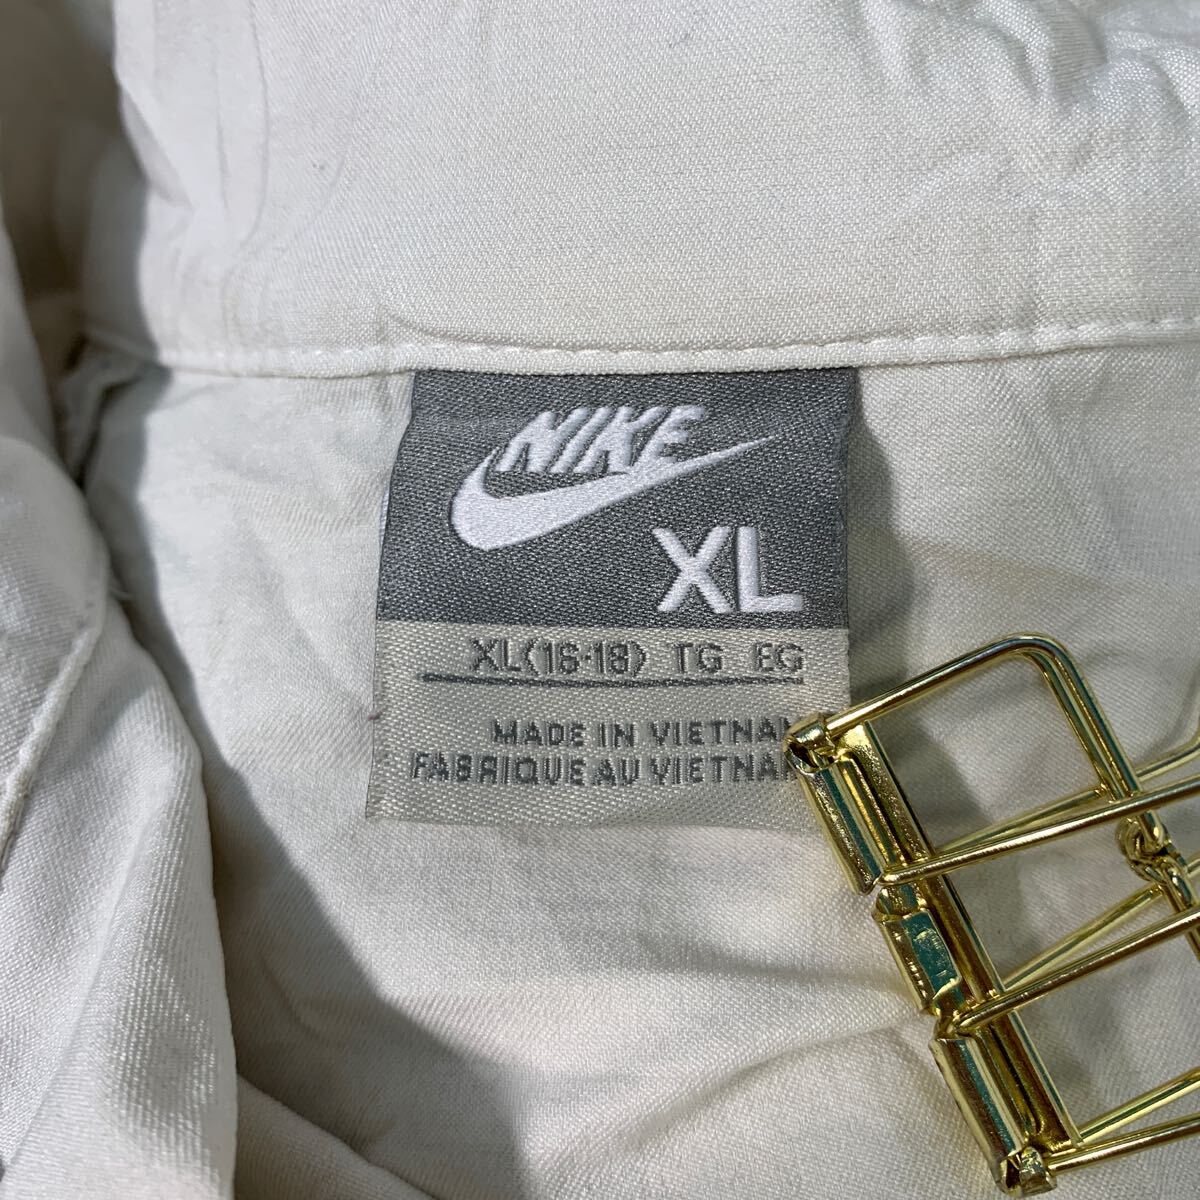 NIKE
XL
XL(16-18) TG EG
MADE IN VIETNAM
FABRIQUE AU VIETNAM